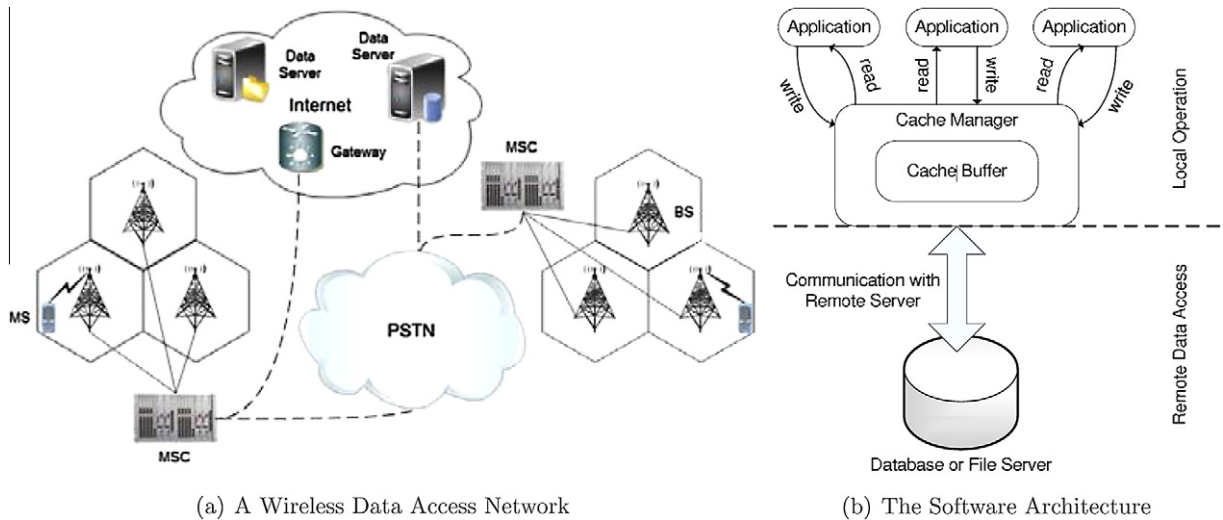 Data
Server
Data
Server
Internet
Gateway
MSC
BS
MS
PSTN
MSC
(a) A Wireless Data Access Network
Application
Application
Application
write
read
read
write
read
write
Cache Manager
Cache Buffer
Local Operation
Communication with
Remote Server
Remote Data Access
Database or File Server
(b) The Software Architecture